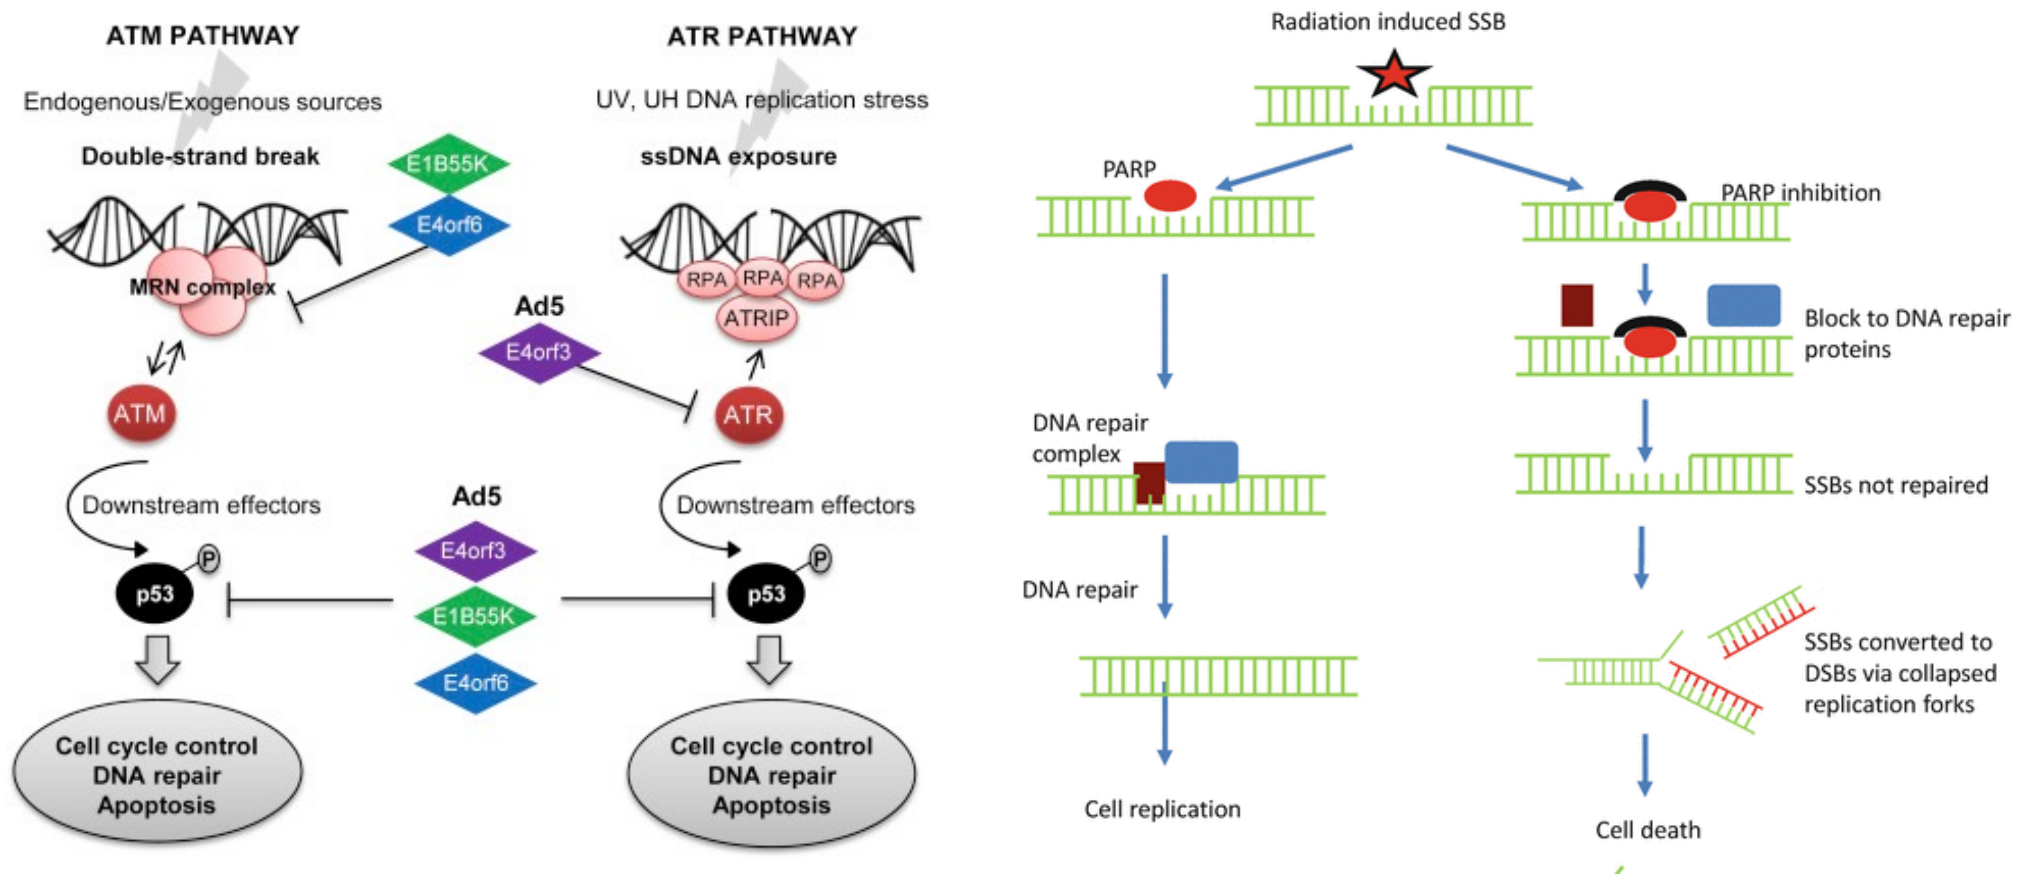 ATM PATHWAY
Endogenous/Exogenous sources
Double-strand break
E1B55K
E4orf6
MRN complex
ATM
Downstream effectors
P
p53
Cell cycle control
DNA repair
Apoptosis
ATR PATHWAY
UV, UH DNA replication stress
ssDNA exposure
RPA RPA RPA
ATRIP
Ad5
E4orf3
ATR
Downstream effectors
P
p53
Ad5
E4orf3
E1B55K
E4orf6
Cell cycle control
DNA repair
Apoptosis
Radiation induced SSB
PARP
DNA repair
complex
DNA repair
Cell replication
PARP inhibition
Block to DNA repair
proteins
SSBs not repaired
SSBs converted to
DSBs via collapsed
replication forks
Cell death